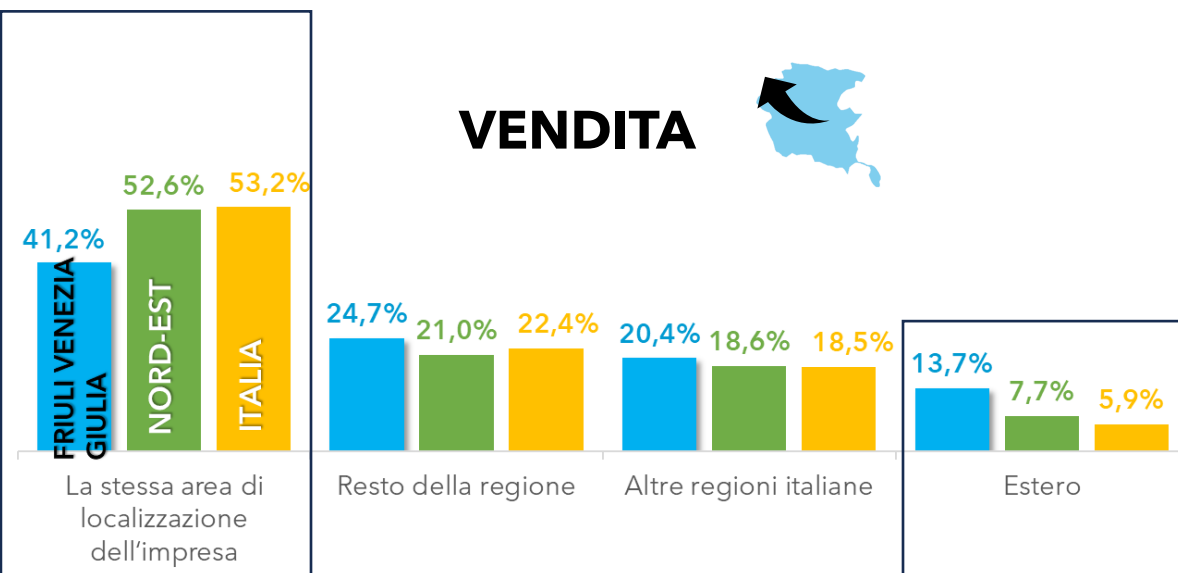 VENDITA
41,2%
52,6%
53,2%
FRIULI VENEZIA
GIULIA
NORD-EST
ITALIA
24,7%
21,0%
22,4%
20,4%
18,6%
18,5%
13,7%
7,7%
5,9%
La stessa area di
localizzazione
dell’impresa
Resto della regione
Altre regioni italiane
Estero